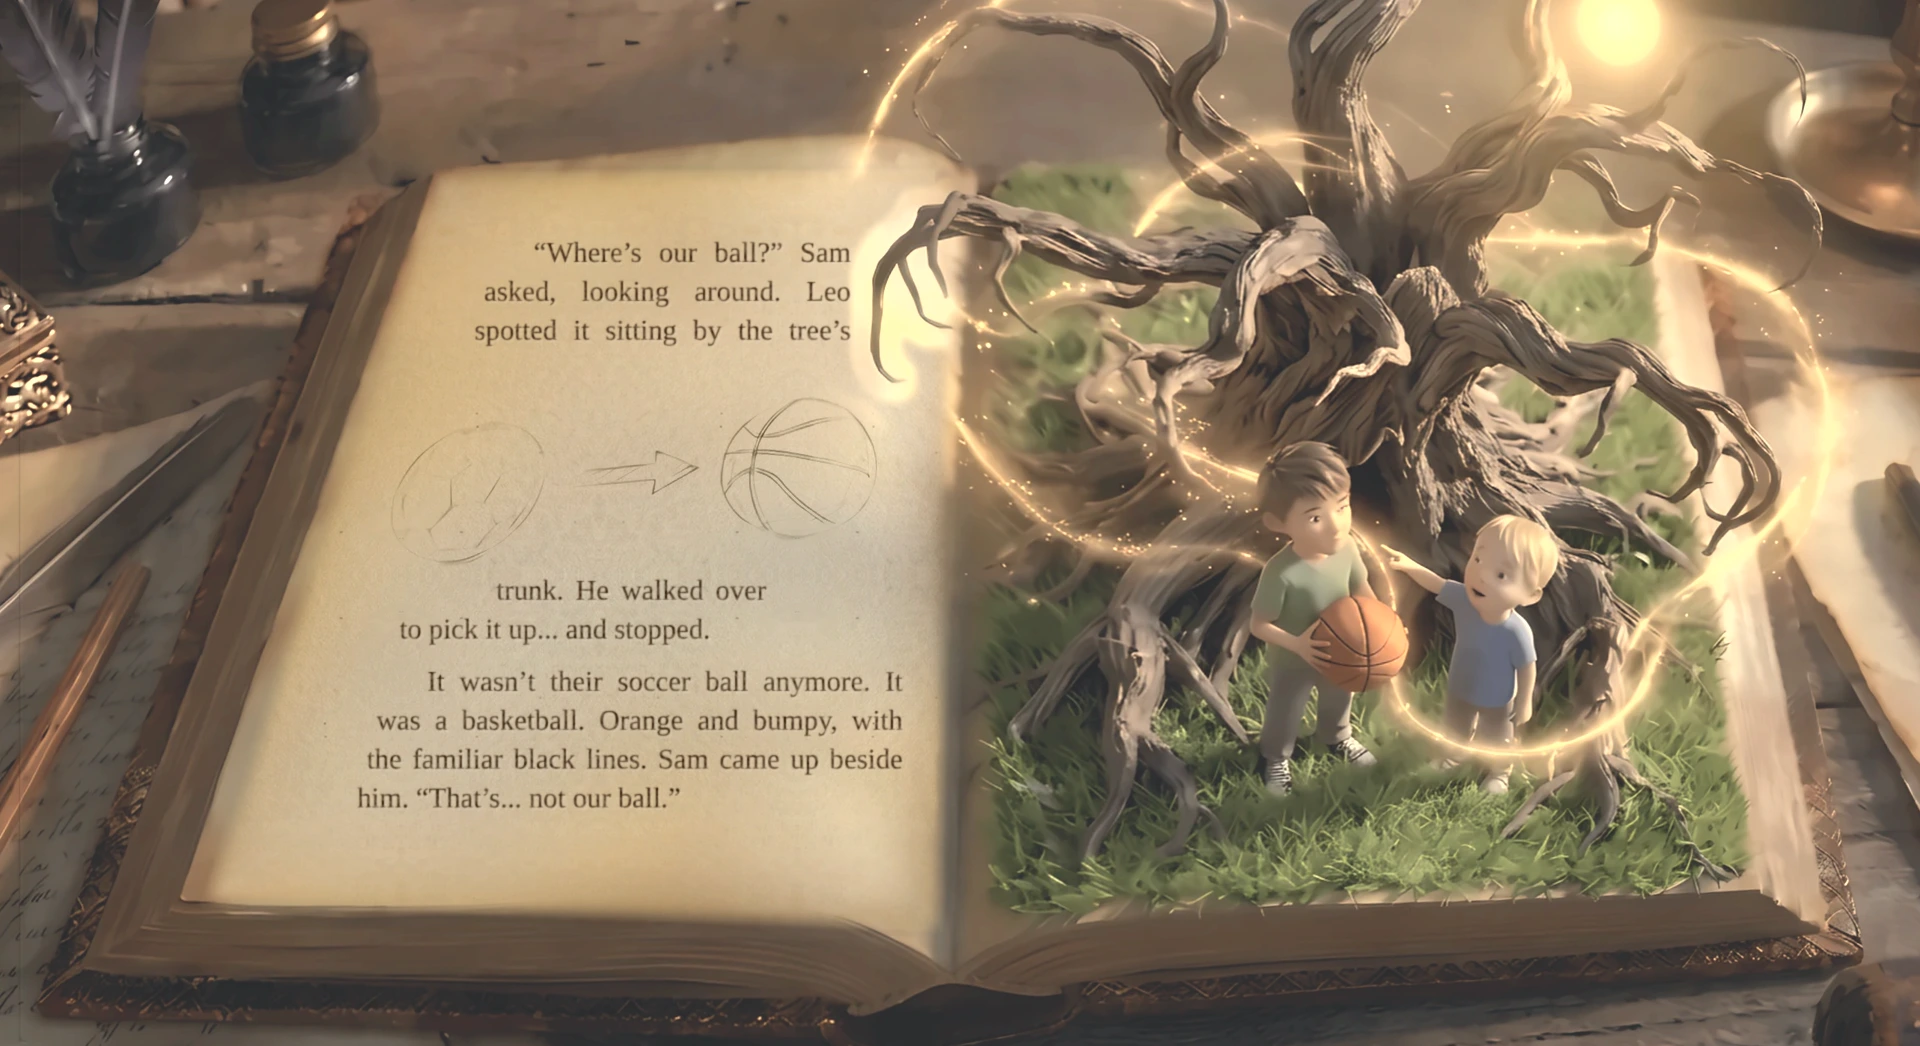 “Where’s our ball?” Sam
asked, looking around. Leo
spotted it sitting by the tree’s
trunk. He walked over
to pick it up... and stopped.
It wasn’t their soccer ball anymore. It
was a basketball. Orange and bumpy, with
the familiar black lines. Sam came up beside
him. “That’s... not our ball.”